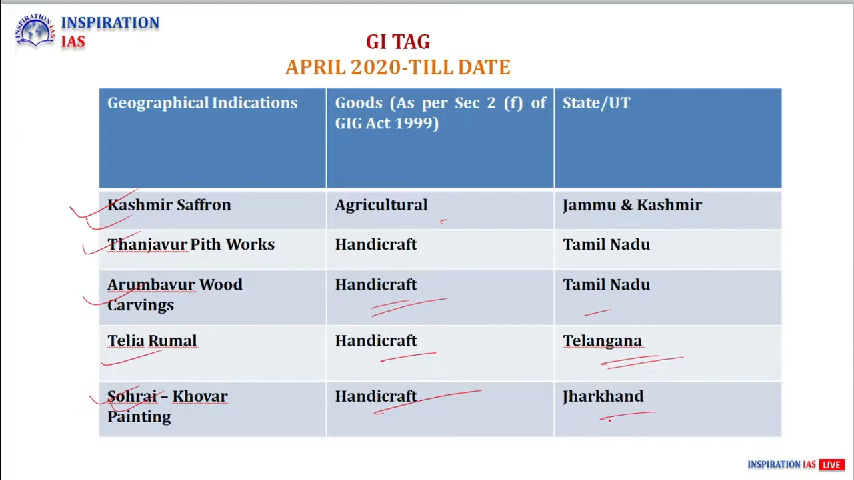 INSPIRATION
IAS
GI TAG
APRIL 2020-TILL DATE
Geographical Indications
Goods (As per Sec 2 (f) of
GIG Act 1999)
State/UT
Kashmir Saffron
Agricultural
Jammu & Kashmir
Thanjavur Pith Works
Handicraft
Tamil Nadu
Arumbavur Wood
Carvings
Handicraft
Tamil Nadu
Telia Rumal
Handicraft
Telangana
Sohrai – Khovar
Painting
Handicraft
Jharkhand
INSPIRATION IAS LIVE